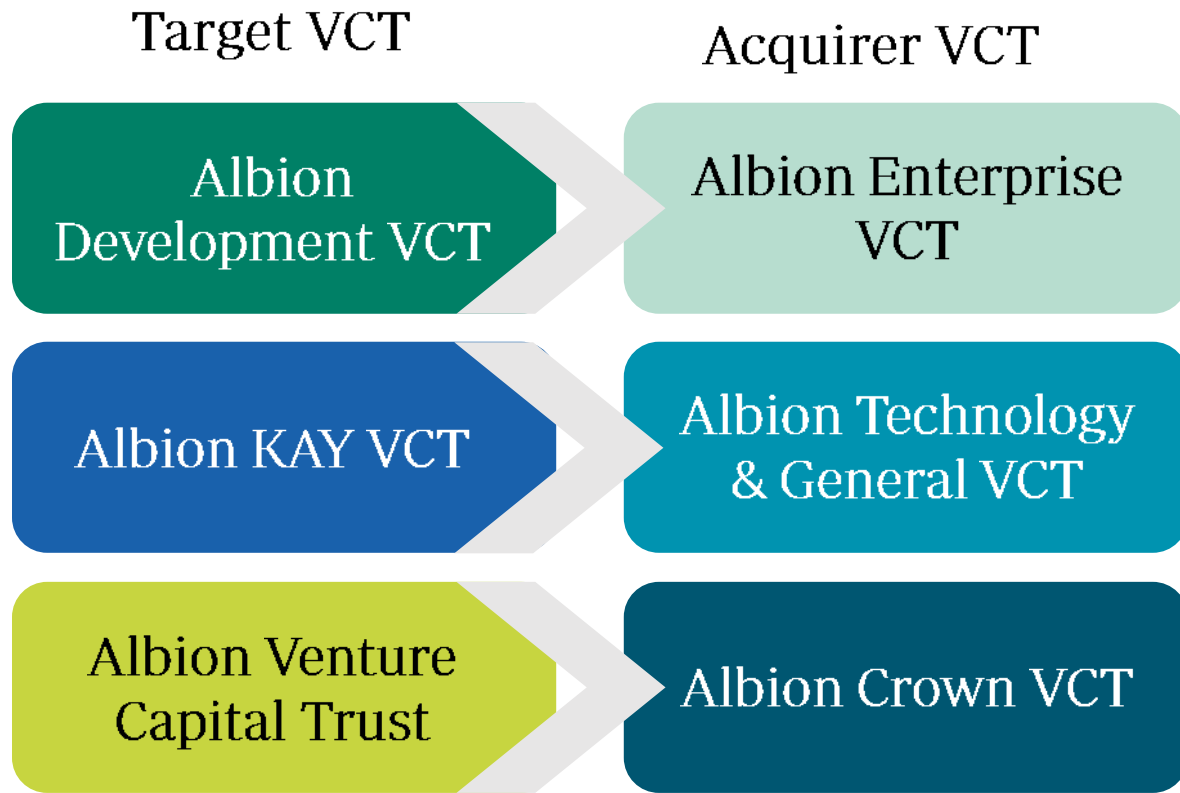 Target VCT
Acquirer VCT
Albion
Development VCT
Albion Enterprise
VCT
Albion KAY VCT
Albion Technology
& General VCT
Albion Venture
Capital Trust
Albion Crown VCT